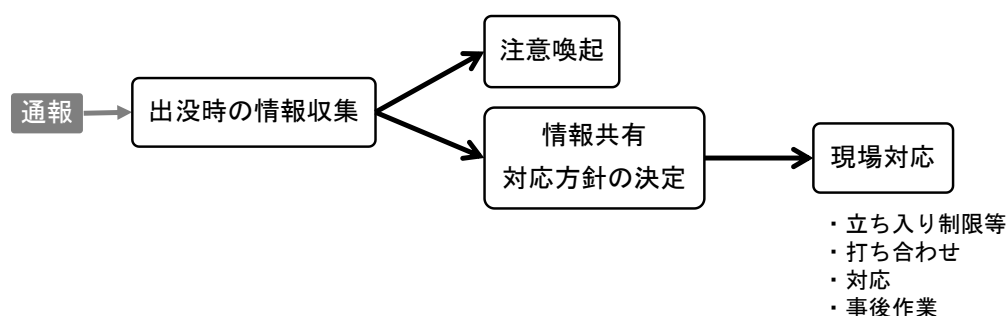 通報
出没時の情報収集
注意喚起
情報共有
対応方針の決定
現場対応
・立ち入り制限等
・打ち合わせ
・対応
・事後作業